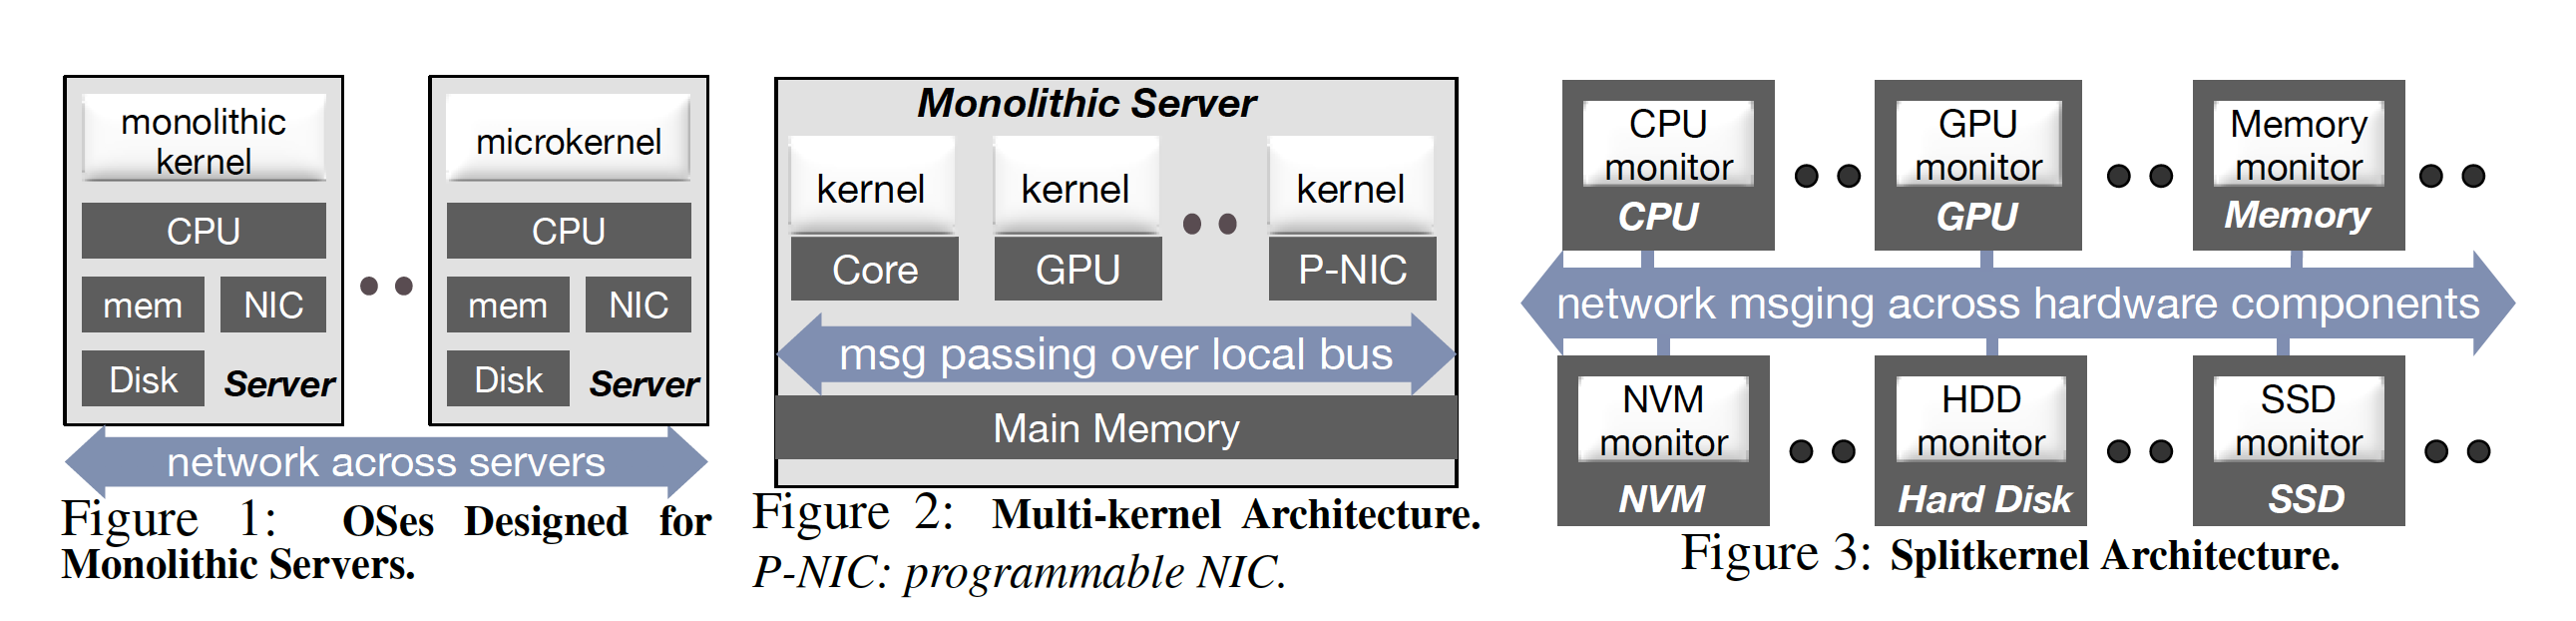 monolithic
kernel
CPU
mem
NIC
Disk
Server
microkernel
CPU
mem
NIC
Disk
Server
network across servers
Figure 1: OSes Designed for
Monolithic Servers.
Monolithic Server
kernel
kernel
kernel
Core
GPU
P-NIC
msg passing over local bus
Main Memory
Figure 2: Multi-kernel Architecture.
P-NIC: programmable NIC.
CPU
monitor
CPU
GPU
monitor
GPU
Memory
monitor
Memory
network msging across hardware components
NVM
monitor
NVM
HDD
monitor
Hard Disk
SSD
monitor
SSD
Figure 3: Splitkernel Architecture.